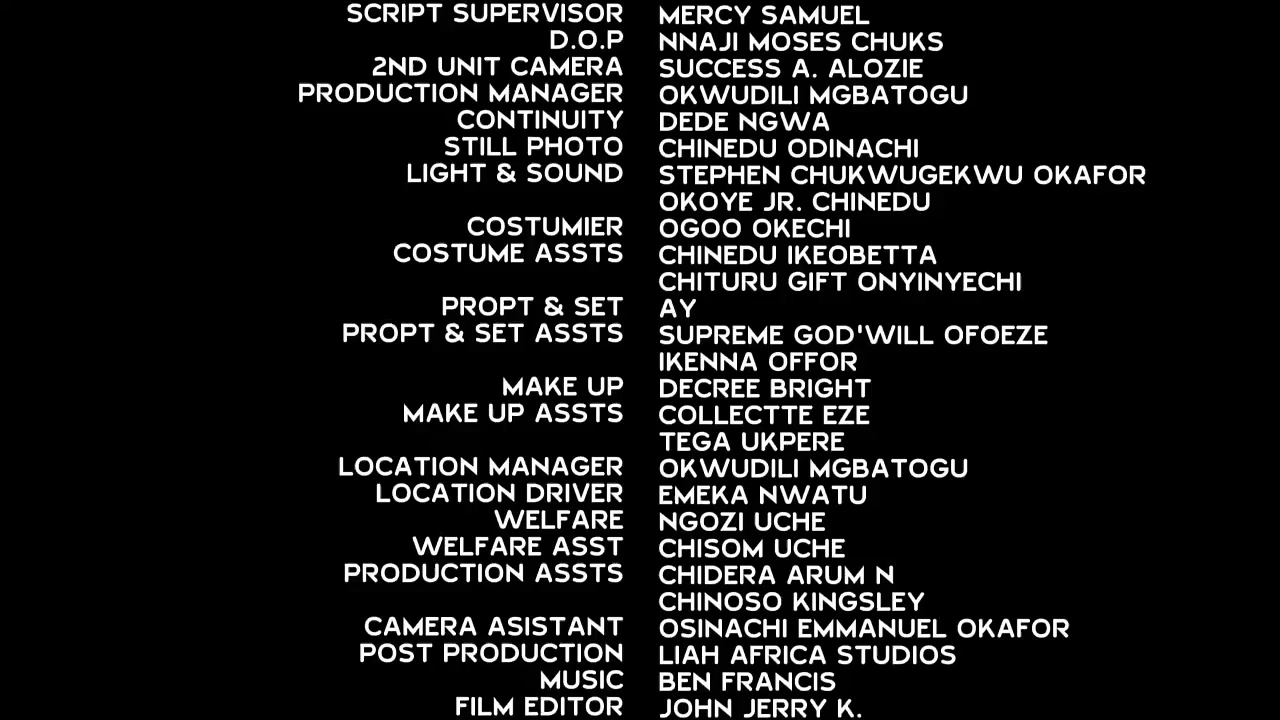 SCRIPT SUPERVISOR MERCY SAMUEL
D.O.P NNAJI MOSES CHUKS
2ND UNIT CAMERA SUCCESS A. ALOZIE
PRODUCTION MANAGER OKWUDILI MGBATOGU
CONTINUITY DEDE NGWA
STILL PHOTO CHINEDU ODINACHI
LIGHT & SOUND STEPHEN CHUKWUGEKWU OKAFOR
OKOYE JR. CHINEDU
COSTUMIER OGOO OKECHI
COSTUME ASSTS CHINEDU IKEOBETTA
CHITURU GIFT ONYINYECHI
PROPT & SET AY
PROPT & SET ASSTS SUPREME GOD'WILL OFOEZE
IKENNA OFFOR
MAKE UP DECREE BRIGHT
MAKE UP ASSTS COLLECTTE EZE
TEGA UKPERE
LOCATION MANAGER OKWUDILI MGBATOGU
LOCATION DRIVER EMEKA NWATU
WELFARE NGOZI UCHE
WELFARE ASST CHISOM UCHE
PRODUCTION ASSTS CHIDERA ARUM N
CHINOSO KINGSLEY
CAMERA ASISTANT OSINACHI EMMANUEL OKAFOR
POST PRODUCTION LIAH AFRICA STUDIOS
MUSIC BEN FRANCIS
FILM EDITOR JOHN JERRY K.